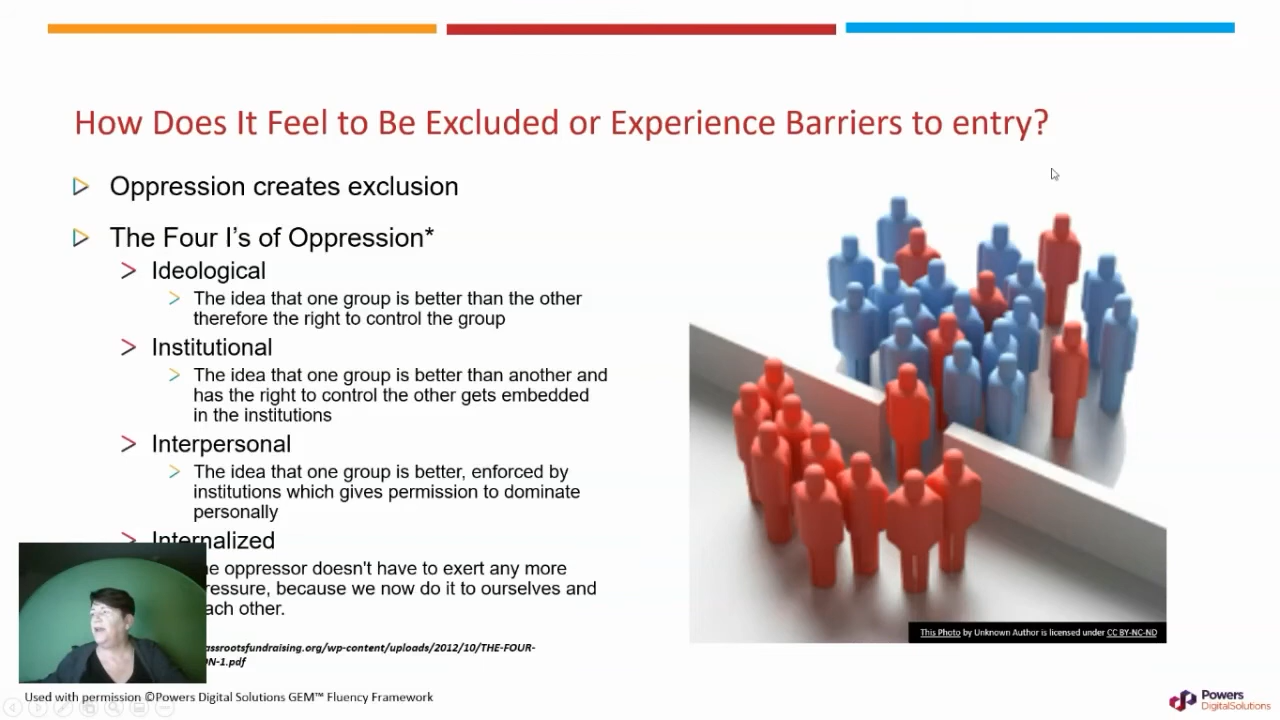 How Does It Feel to Be Excluded or Experience Barriers to entry?
Oppression creates exclusion
The Four I's of Oppression*
Ideological
The idea that one group is better than the other
therefore the right to control the group
Institutional
The idea that one group is better than another and
has the right to control the other gets embedded
in the institutions
Interpersonal
The idea that one group is better, enforced by
institutions which gives permission to dominate
personally
Internalized
oppressor doesn't have to exert any more
because we now do it to ourselves and
other.
assrootsfundraising.org/wp-content/uploads/2012/10/THE-FOUR-
ON-1.pdf
This Photo by Unknown Author is licensed under CC BY-NC-ND
Used with permission ©Powers Digital Solutions GEM™ Fluency Framework
Powers
DigitalSolutions